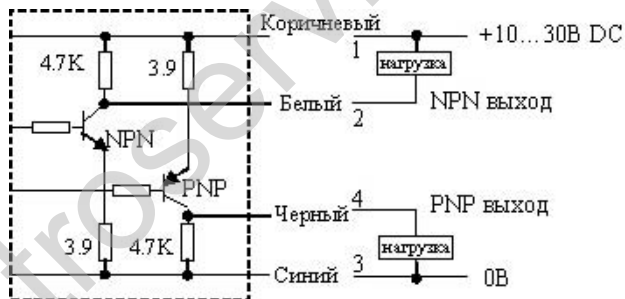 Коричневый
1
+10...30В DC
4.7K
3.9
нагрузка
Белый
2
NPN выход
NPN
PNP
4
PNP выход
Черный
3.9
4.7K
нагрузка
Синий
3
0В